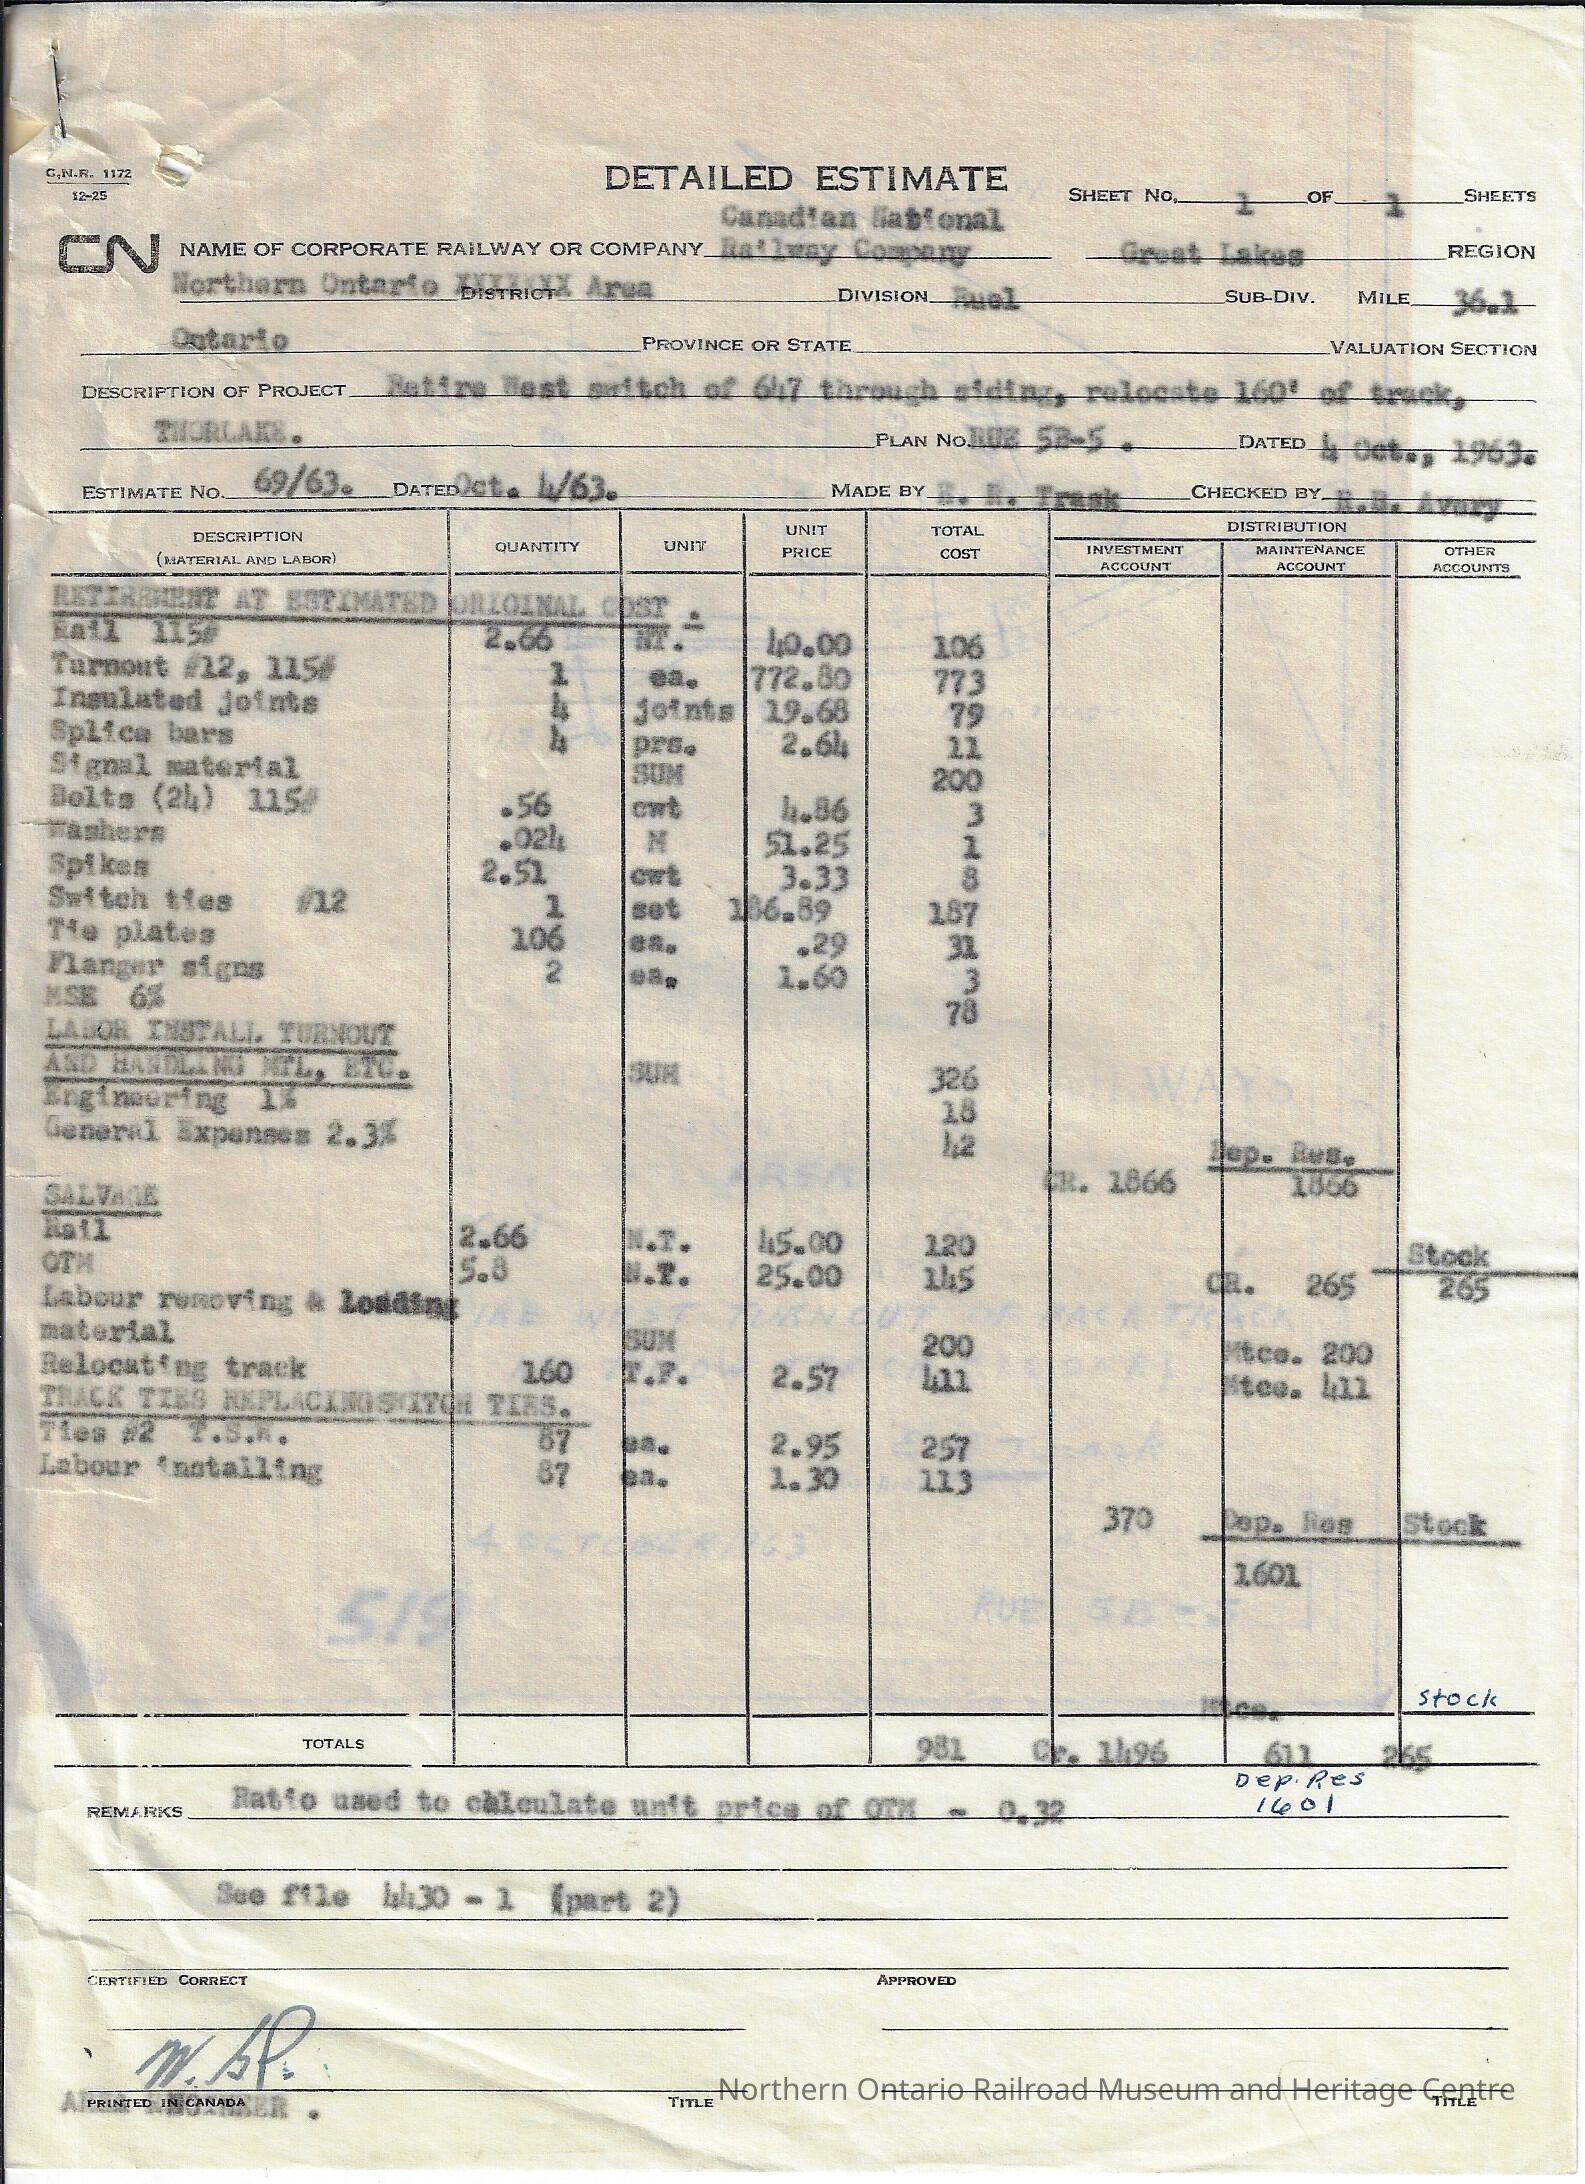 C.N.R. 1172
12-25
DETAILED ESTIMATE
SHEET NO. 1 OF 1 SHEETS
Canadian National
CN NAME OF CORPORATE RAILWAY OR COMPANY Railway Company Great Lakes REGION
Northern Ontario XXXXXXX DISTRICT Area DIVISION Ruel SUB-DIV. MILE 36.1
Ontario PROVINCE OR STATE VALUATION SECTION
DESCRIPTION OF PROJECT Retire West switch of 647 through siding, relocate 160' of track,
THORLAKE. PLAN NO. RUE 5B-5 . DATED 4 Oct., 1963.
ESTIMATE NO. 69/63. DATED Oct. 4/63. MADE BY R. Trask CHECKED BY R.B. Avery
DESCRIPTION (MATERIAL AND LABOR) QUANTITY UNIT UNIT PRICE TOTAL COST DISTRIBUTION
INVESTMENT ACCOUNT MAINTENANCE ACCOUNT OTHER ACCOUNTS
RETIREMENT AT ESTIMATED ORIGINAL COST .
Rail 115# 2.66 NT. 40.00 106
Turnout #12, 115# 1 ea. 772.80 773
Insulated joints 4 joints 19.68 79
Splice bars 4 prs. 2.64 11
Signal material SUM 200
Bolts (24) 115# .56 cwt 4.86 3
Washers .024 M 51.25 1
Spikes 2.51 cwt 3.33 8
Switch ties #12 1 set 186.89 187
Tie plates 106 ea. .29 31
Flanger signs 2 ea. 1.60 3
MSE 6% 78
LABOR INSTALL TURNOUT
AND HANDLING MTL, ETC. SUM 326
Engineering 1% 18
General Expenses 2.3% 42
Dep. Res.
CR. 1866 1866
SALVAGE
Rail 2.66 N.T. 45.00 120 Stock
OTM 5.8 N.T. 25.00 145 CR. 265 265
Labour removing & loading
material SUM 200 Mtce. 200
Relocating track 160 T.F. 2.57 411 Mtce. 411
TRACK TIES REPLACINGSWITCH TIES.
Ties #2 T.S.W. 87 ea. 2.95 257
Labour installing 87 ea. 1.30 113
370 Dep. Res Stock
1601
519
4 OCTOBER 1963
RUE 5B-5
Mtce. Stock
TOTALS 981 Cr. 1496 611 265
Dep. Res
1601
REMARKS Ratio used to calculate unit price of OTM - 0.32
See file 4430 - 1 (part 2)
CERTIFIED CORRECT APPROVED
AREA ENGINEER .
PRINTED IN CANADA TITLE TITLE
Northern Ontario Railroad Museum and Heritage Centre